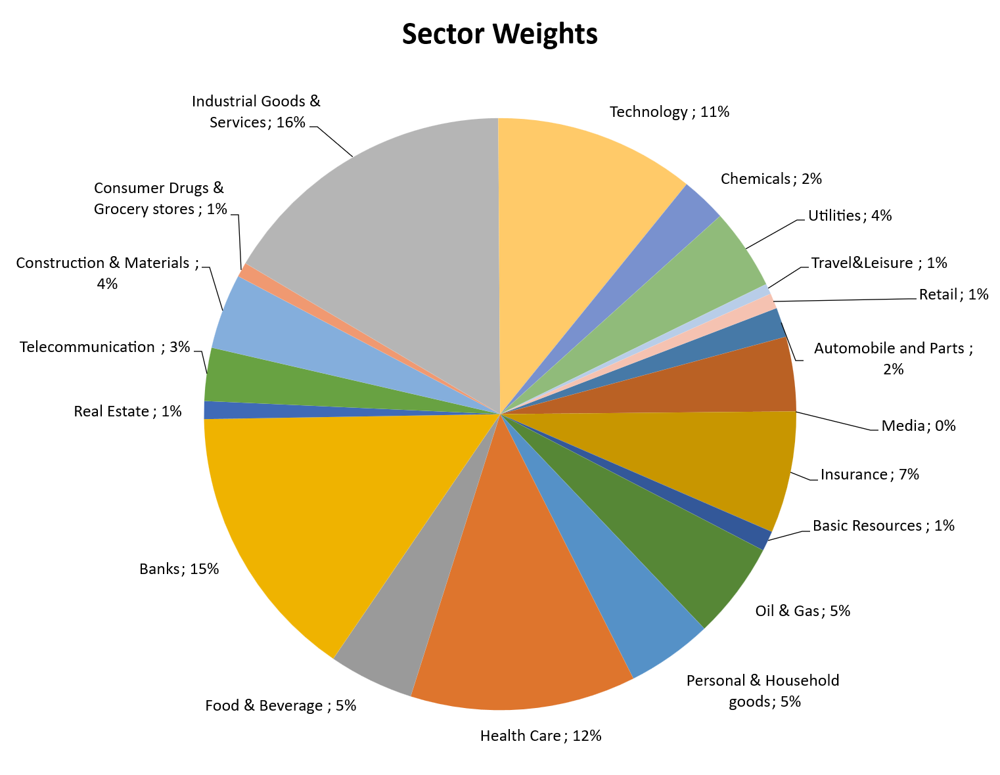 Sector Weights
Technology ; 11%
Chemicals; 2%
Utilities; 4%
Travel&Leisure ; 1%
Retail; 1%
Automobile and Parts ;
2%
Media; 0%
Insurance; 7%
Basic Resources ; 1%
Oil & Gas; 5%
Personal & Household
goods; 5%
Health Care; 12%
Food & Beverage ; 5%
Banks; 15%
Real Estate ; 1%
Telecommunication ; 3%
Construction & Materials ;
4%
Consumer Drugs &
Grocery stores ; 1%
Industrial Goods &
Services; 16%